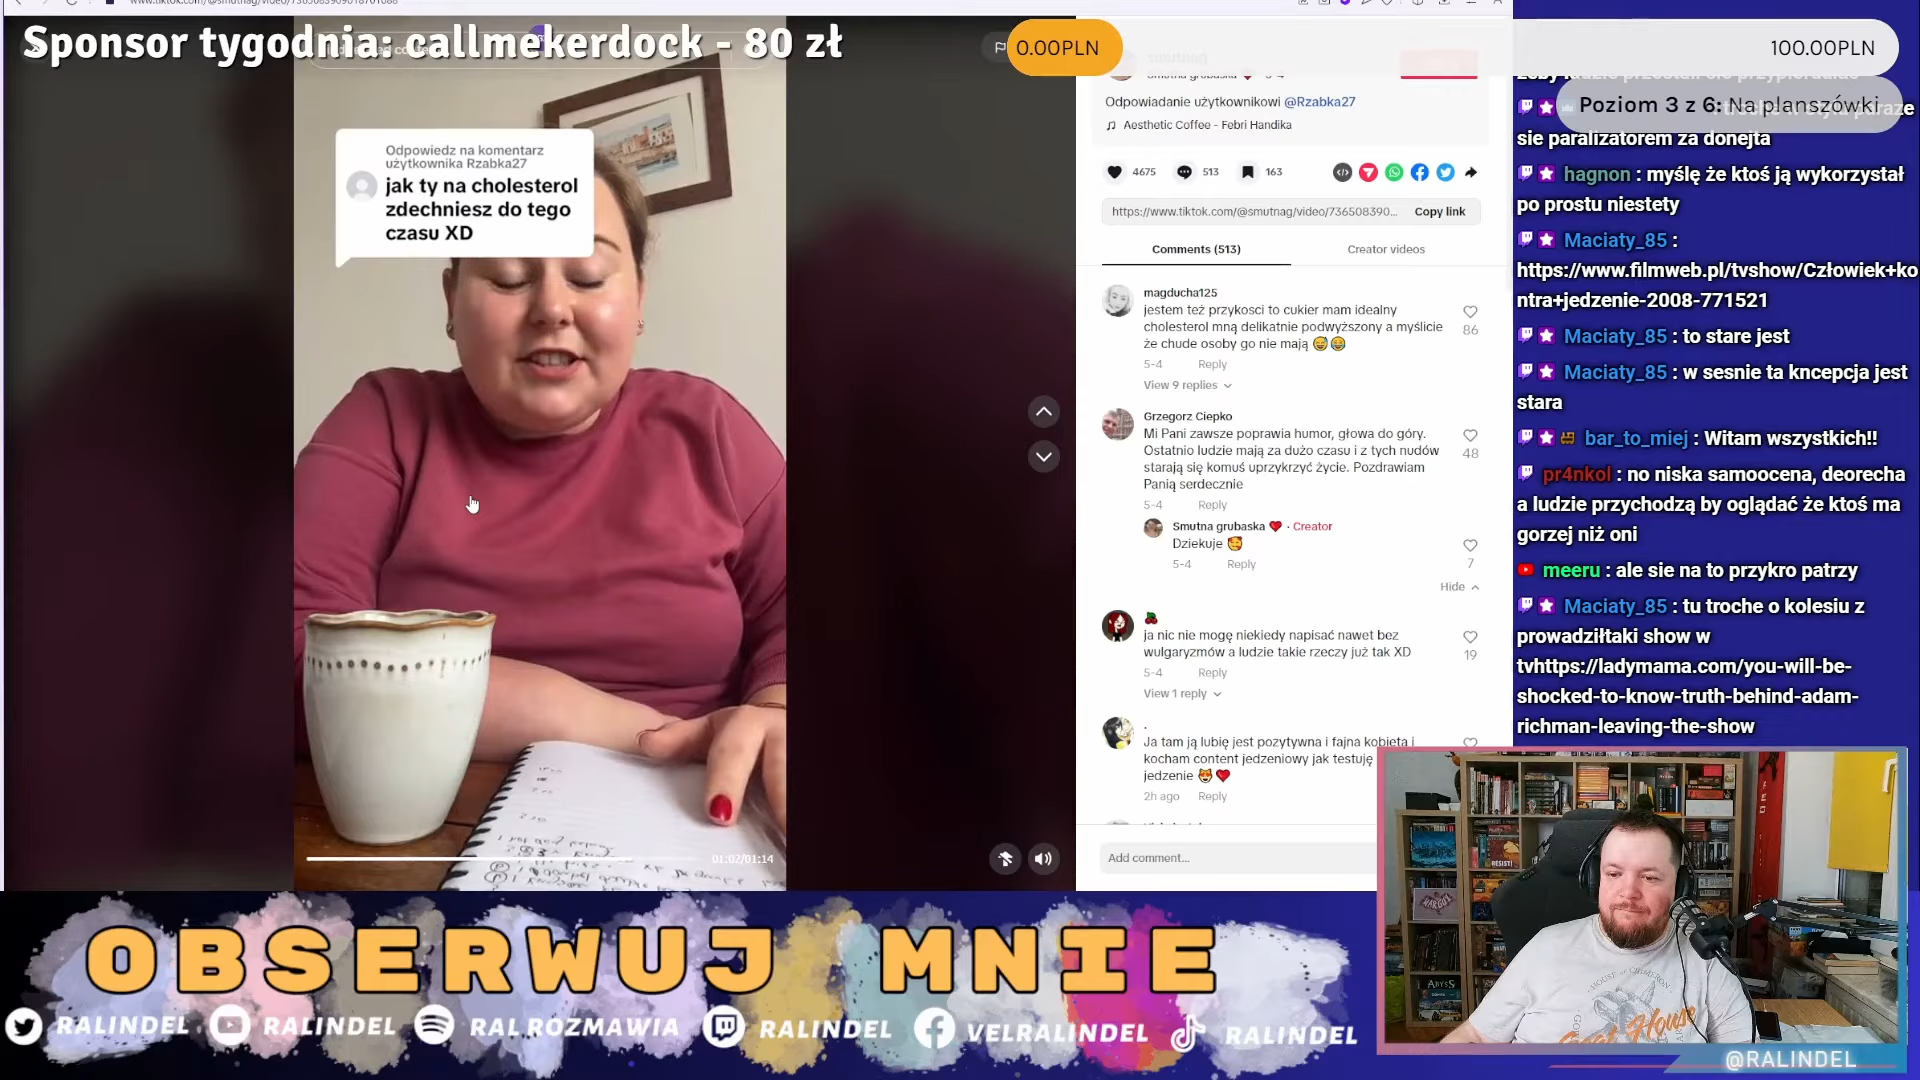 Sponsor tygodnia: callmekerdock - 80 zł
0.00PLN
100.00PLN
Poziom 3 z 6: Na planszówki
Odpowiedz na komentarz
użytkownika Rzabka27
jak ty na cholesterol
zdechniesz do tego
czasu XD
01:02/01:14
Odpowiadanie użytkownikowi @Rzabka27
Aesthetic Coffee - Febri Handika
4675
513
163
https://www.tiktok.com/@smutnag/video/736508390...
Copy link
Comments (513)
Creator videos
magducha125
jestem też przykosci to cukier mam idealny
cholesterol mną delikatnie podwyższony a myślicie
że chude osoby go nie mają 😅😂
86
5-4 Reply
View 9 replies
Grzegorz Ciepko
Mi Pani zawsze poprawia humor, głowa do góry.
Ostatnio ludzie mają za dużo czasu i z tych nudów
starają się komuś uprzykrzyć życie. Pozdrawiam
Panią serdecznie
48
5-4 Reply
Smutna grubaska ❤️ · Creator
Dziekuje 🥰
7
5-4 Reply
Hide
🍒
ja nic nie mogę niekiedy napisać nawet bez
wulgaryzmów a ludzie takie rzeczy już tak XD
19
5-4 Reply
View 1 reply
.
Ja tam ją lubię jest pozytywna i fajna kobieta i
kocham content jedzeniowy jak testuję
jedzenie 😻❤️
2h ago Reply
Add comment...
sie paralizatorem za donejta
hagnon : myślę że ktoś ją wykorzystał
po prostu niestety
Maciaty_85 :
https://www.filmweb.pl/tvshow/Człowiek+ko
ntra+jedzenie-2008-771521
Maciaty_85 : to stare jest
Maciaty_85 : w sesnie ta kncepcja jest
stara
bar_to_miej : Witam wszystkich!!
pr4nkol : no niska samoocena, deorecha
a ludzie przychodzą by oglądać że ktoś ma
gorzej niż oni
meeru : ale sie na to przykro patrzy
Maciaty_85 : tu troche o kolesiu z
prowadziłtaki show w
tvhttps://ladymama.com/you-will-be-
shocked-to-know-truth-behind-adam-
richman-leaving-the-show
OBSERWUJ MNIE
RALINDEL
RALINDEL
RAL ROZMAWIA
RALINDEL
VELRALINDEL
RALINDEL
@RALINDEL